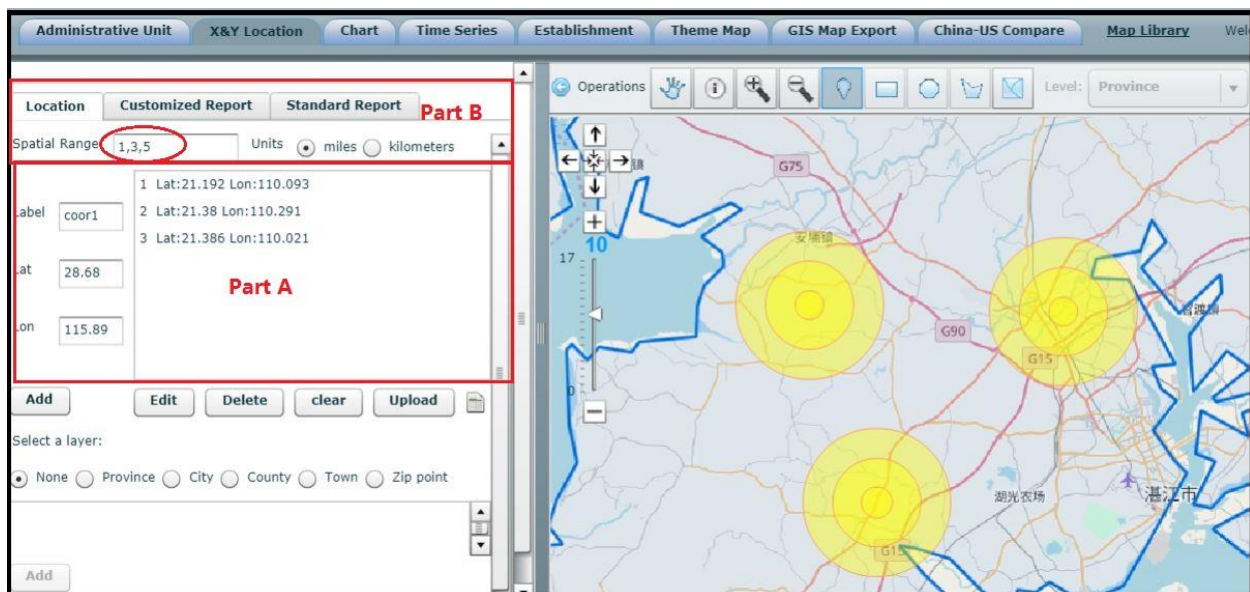 Administrative Unit X&Y Location Chart Time Series Establishment Theme Map GIS Map Export China-US Compare Map Library Wel
Location Customized Report Standard Report Part B
Spatial Range 1,3,5 Units miles kilometers
1 Lat:21.192 Lon:110.093
Label coor1 2 Lat:21.38 Lon:110.291
3 Lat:21.386 Lon:110.021
Lat 28.68
Part A
Lon 115.89
Add Edit Delete clear Upload
Select a layer:
None Province City County Town Zip point
Add
Operations Level: Province
G75
10
17
0
G90
G15
湖光农场
湛江市
G15